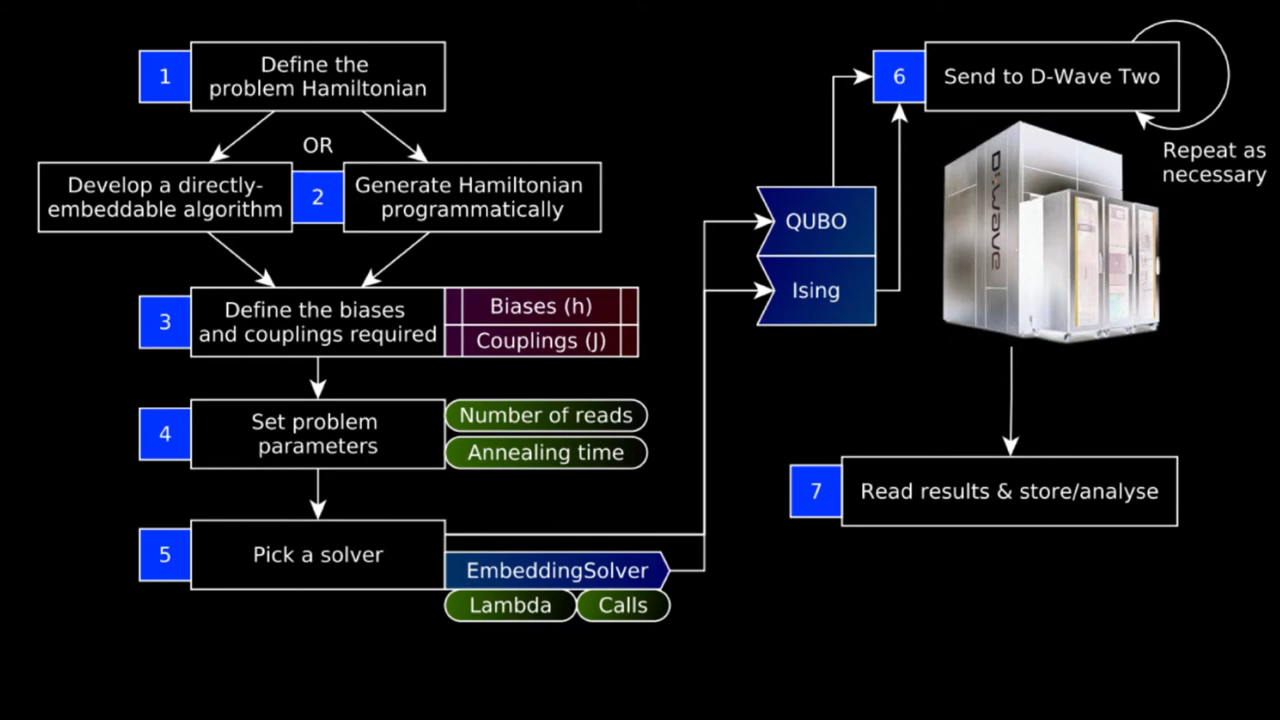 1
Define the
problem Hamiltonian
OR
Develop a directly-
embeddable algorithm
2
Generate Hamiltonian
programmatically
3
Define the biases
and couplings required
Biases (h)
Couplings (J)
4
Set problem
parameters
Number of reads
Annealing time
5
Pick a solver
EmbeddingSolver
Lambda
Calls
QUBO
Ising
6
Send to D-Wave Two
Repeat as
necessary
D:wave
7
Read results & store/analyse